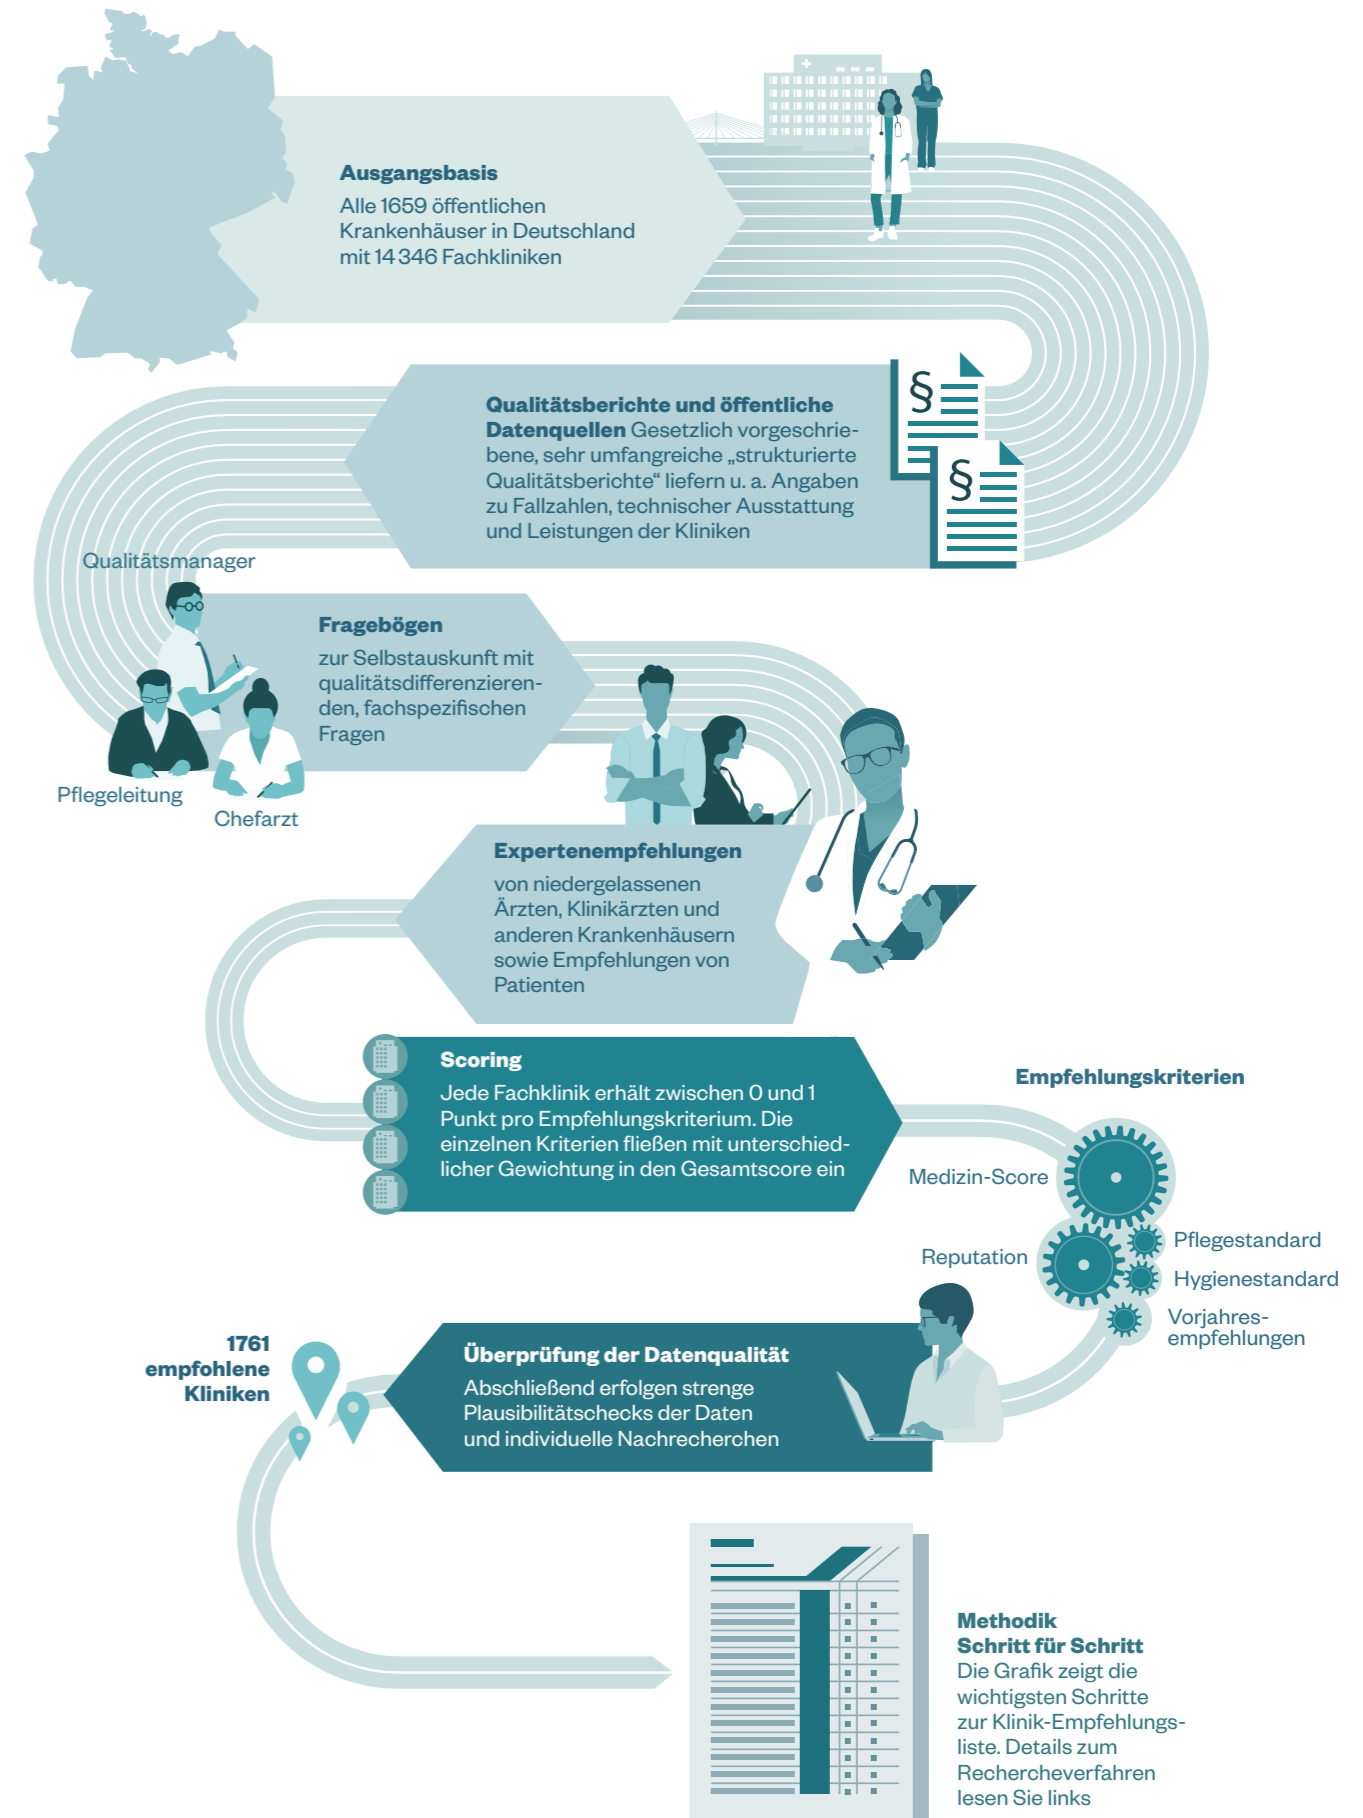 Ausgangsbasis
Alle 1659 öffentlichen
Krankenhäuser in Deutschland
mit 14 346 Fachkliniken
Qualitätsberichte und öffentliche
Datenquellen Gesetzlich vorgeschrie-
bene, sehr umfangreiche „strukturierte
Qualitätsberichte“ liefern u. a. Angaben
zu Fallzahlen, technischer Ausstattung
und Leistungen der Kliniken
§
§
Qualitätsmanager
Pflegeleitung
Chefarzt
Fragebögen
zur Selbstauskunft mit
qualitätsdifferenzieren-
den, fachspezifischen
Fragen
Expertenempfehlungen
von niedergelassenen
Ärzten, Klinikärzten und
anderen Krankenhäusern
sowie Empfehlungen von
Patienten
Scoring
Jede Fachklinik erhält zwischen 0 und 1
Punkt pro Empfehlungskriterium. Die
einzelnen Kriterien fließen mit unterschied-
licher Gewichtung in den Gesamtscore ein
Empfehlungskriterien
Medizin-Score
Reputation
Pflegestandard
Hygienestandard
Vorjahres-
empfehlungen
Überprüfung der Datenqualität
Abschließend erfolgen strenge
Plausibilitätschecks der Daten
und individuelle Nachrecherchen
1761
empfohlene
Kliniken
Methodik
Schritt für Schritt
Die Grafik zeigt die
wichtigsten Schritte
zur Klinik-Empfehlungs-
liste. Details zum
Rechercheverfahren
lesen Sie links